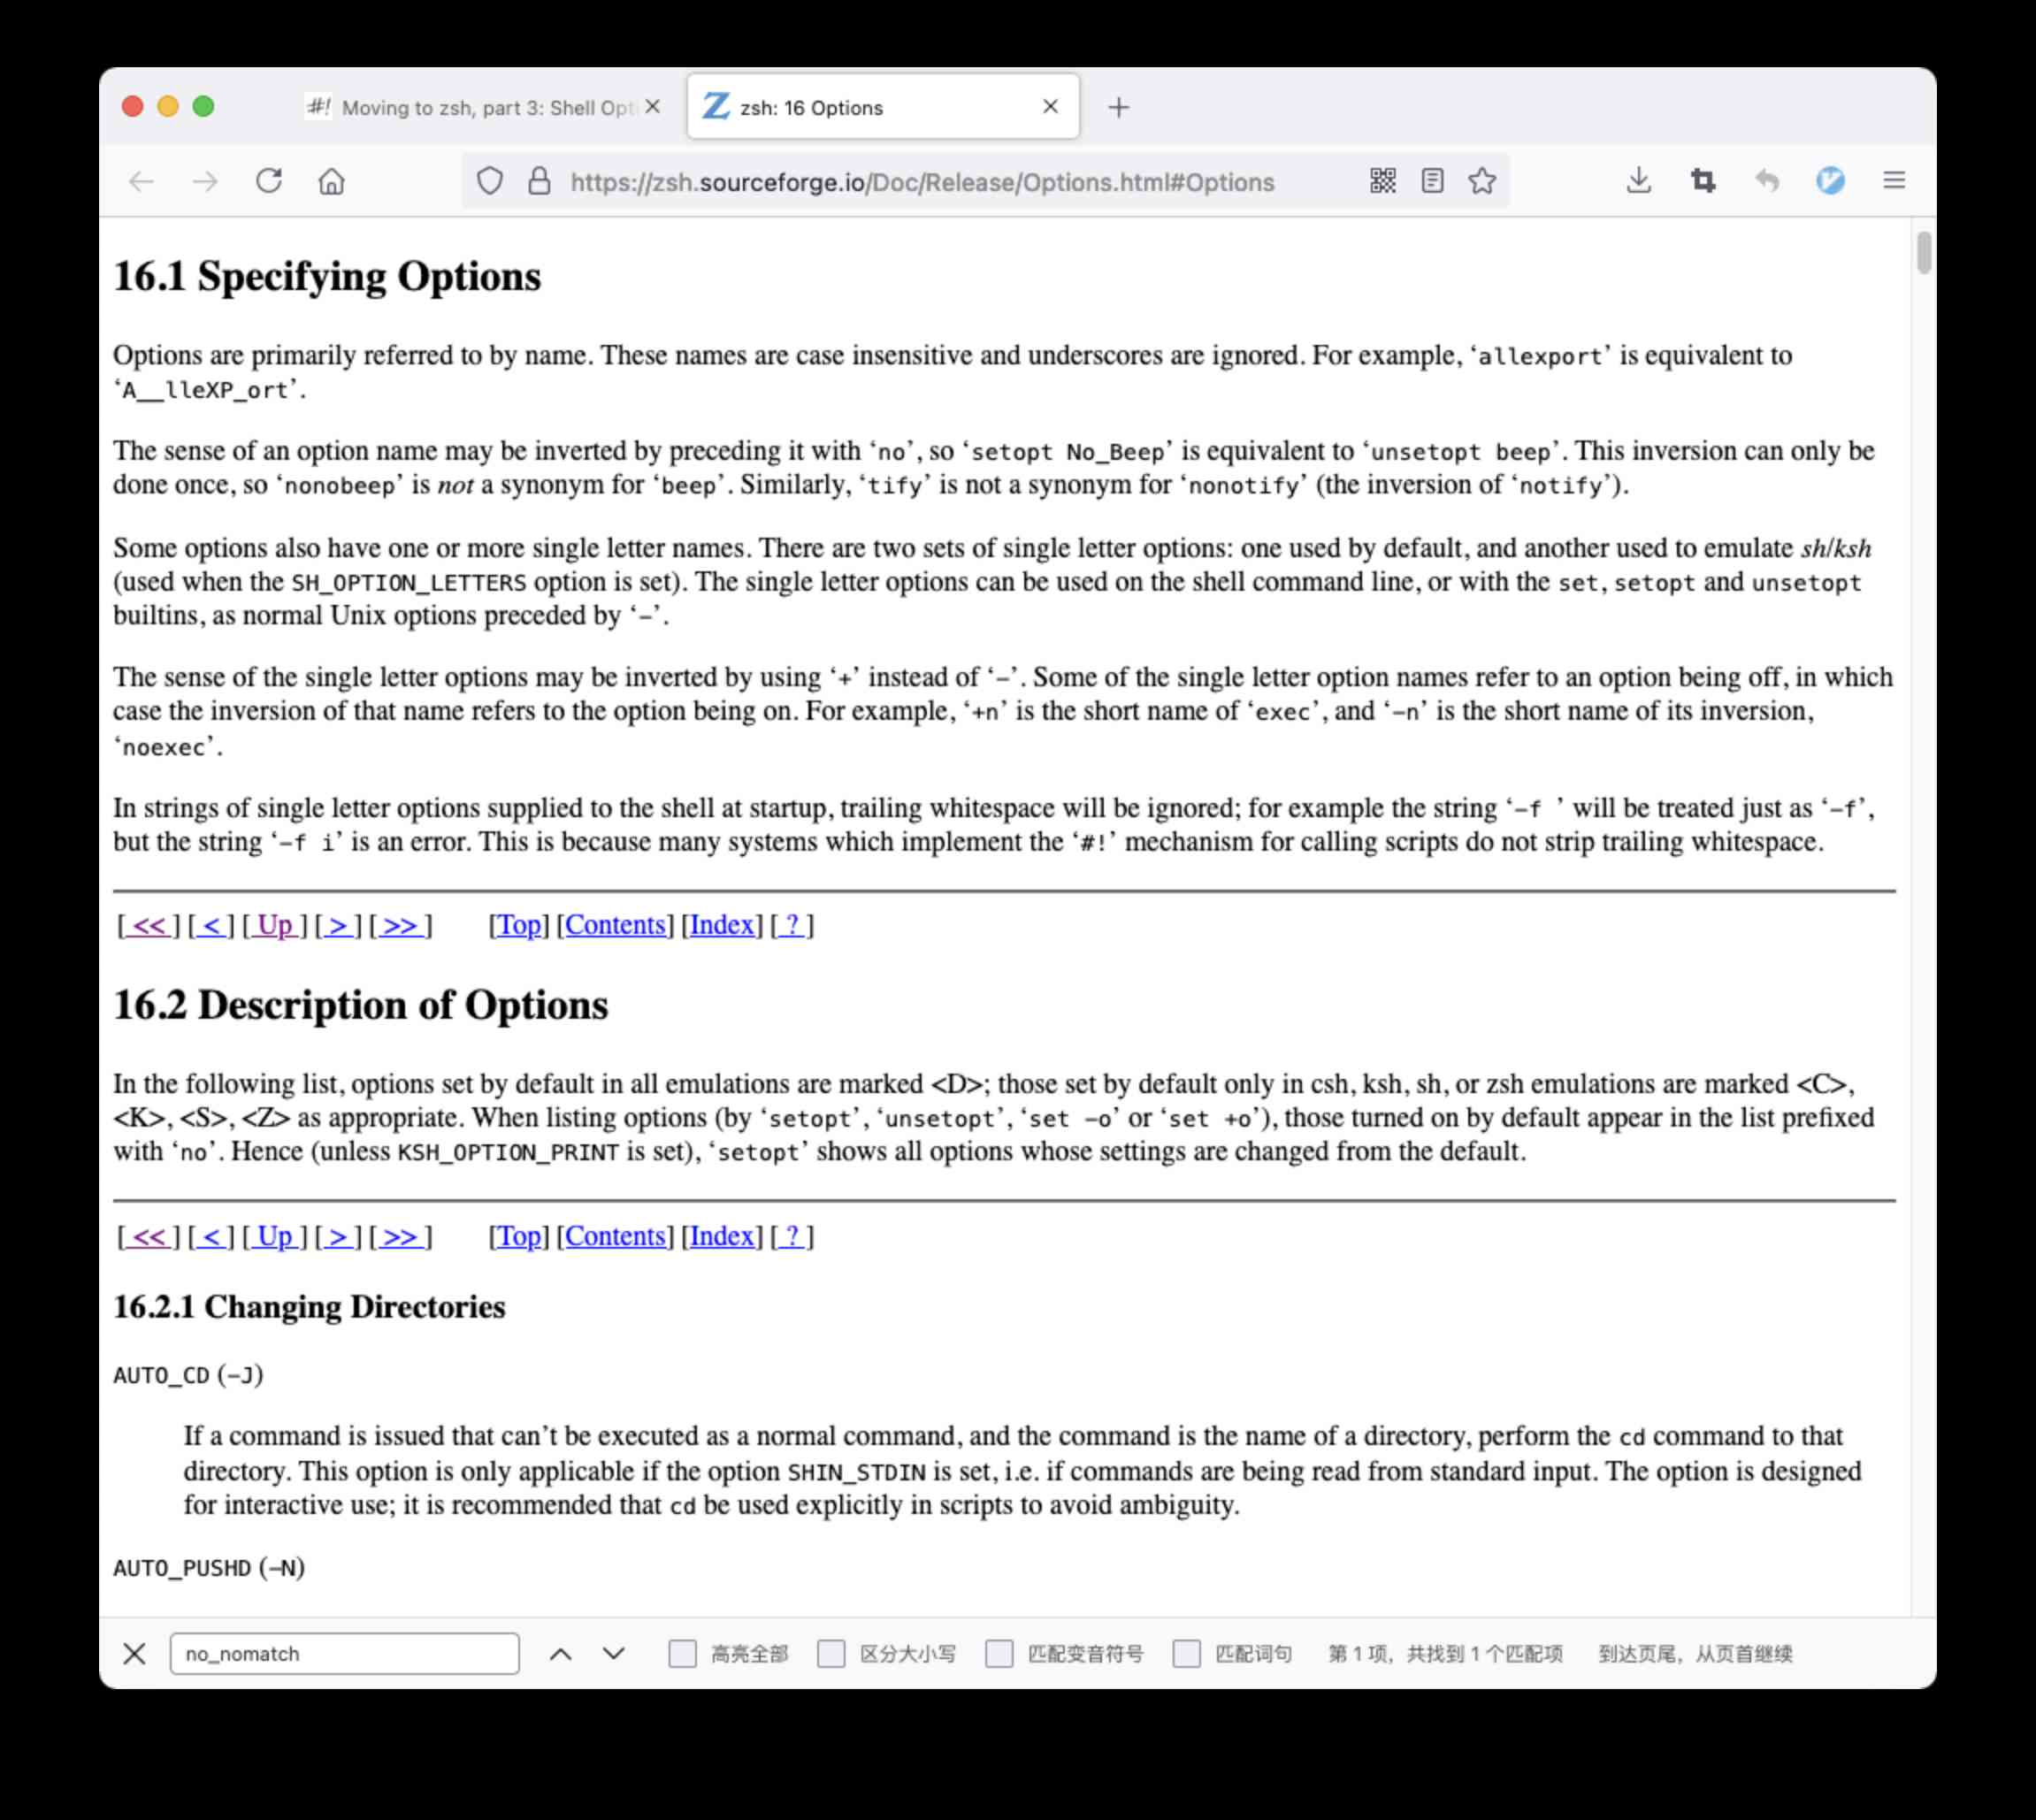 #! Moving to zsh, part 3: Shell Opt
zsh: 16 Options
https://zsh.sourceforge.io/Doc/Release/Options.html#Options
16.1 Specifying Options
Options are primarily referred to by name. These names are case insensitive and underscores are ignored. For example, ‘allexport’ is equivalent to
‘A__lleXP_ort’.
The sense of an option name may be inverted by preceding it with ‘no’, so ‘setopt No_Beep’ is equivalent to ‘unsetopt beep’. This inversion can only be
done once, so ‘nonobeep’ is not a synonym for ‘beep’. Similarly, ‘tify’ is not a synonym for ‘nonotify’ (the inversion of ‘notify’).
Some options also have one or more single letter names. There are two sets of single letter options: one used by default, and another used to emulate sh/ksh
(used when the SH_OPTION_LETTERS option is set). The single letter options can be used on the shell command line, or with the set, setopt and unsetopt
builtins, as normal Unix options preceded by ‘-’.
The sense of the single letter options may be inverted by using ‘+’ instead of ‘-’. Some of the single letter option names refer to an option being off, in which
case the inversion of that name refers to the option being on. For example, ‘+n’ is the short name of ‘exec’, and ‘-n’ is the short name of its inversion,
‘noexec’.
In strings of single letter options supplied to the shell at startup, trailing whitespace will be ignored; for example the string ‘-f ’ will be treated just as ‘-f’,
but the string ‘-f i’ is an error. This is because many systems which implement the ‘#!’ mechanism for calling scripts do not strip trailing whitespace.
[ << ] [ < ] [ Up ] [ > ] [ >> ] [Top] [Contents] [Index] [ ? ]
16.2 Description of Options
In the following list, options set by default in all emulations are marked <D>; those set by default only in csh, ksh, sh, or zsh emulations are marked <C>,
<K>, <S>, <Z> as appropriate. When listing options (by ‘setopt’, ‘unsetopt’, ‘set -o’ or ‘set +o’), those turned on by default appear in the list prefixed
with ‘no’. Hence (unless KSH_OPTION_PRINT is set), ‘setopt’ shows all options whose settings are changed from the default.
[ << ] [ < ] [ Up ] [ > ] [ >> ] [Top] [Contents] [Index] [ ? ]
16.2.1 Changing Directories
AUTO_CD (-J)
If a command is issued that can’t be executed as a normal command, and the command is the name of a directory, perform the cd command to that
directory. This option is only applicable if the option SHIN_STDIN is set, i.e. if commands are being read from standard input. The option is designed
for interactive use; it is recommended that cd be used explicitly in scripts to avoid ambiguity.
AUTO_PUSHD (-N)
no_nomatch 高亮全部 区分大小写 匹配变音符号 匹配词句 第 1 项，共找到 1 个匹配项 到达页尾，从页首继续